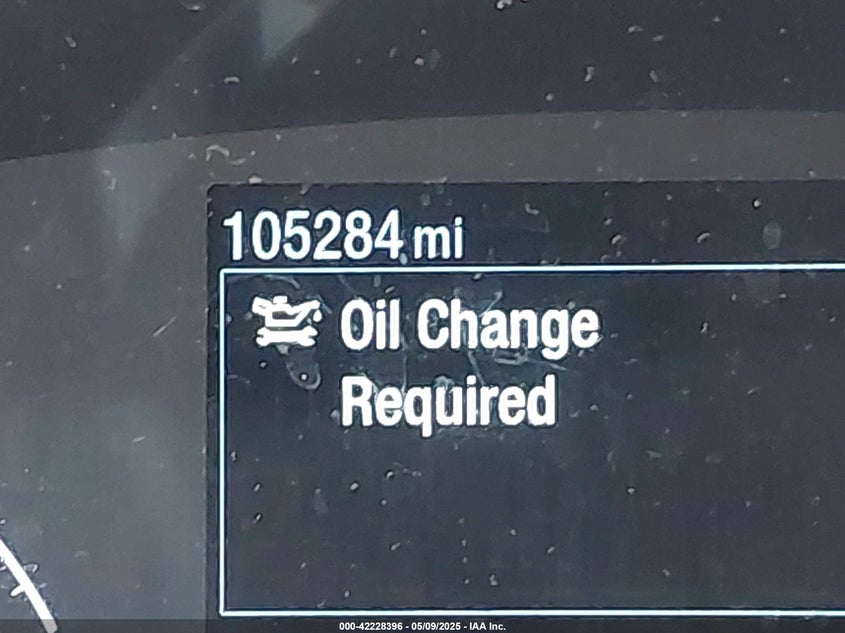 105284 mi
Oil Change
Required
000-42228396 - 05/09/2025 - IAA Inc.